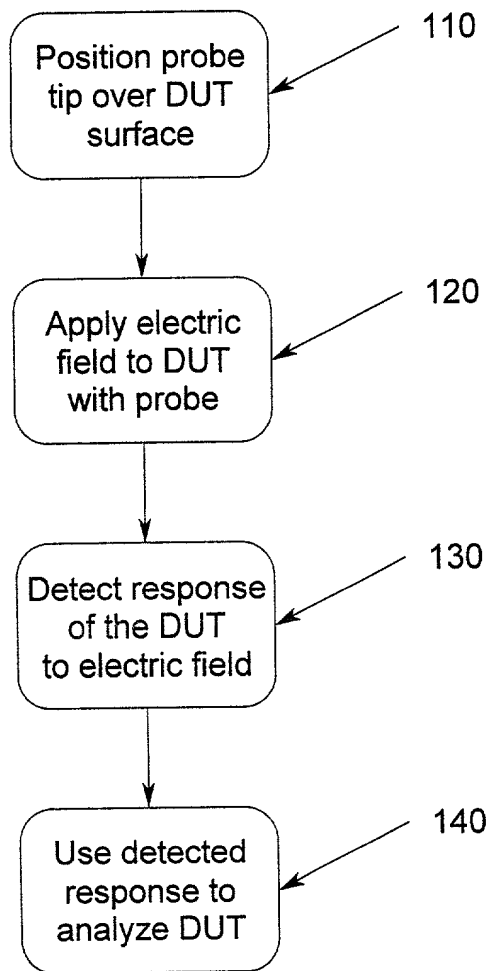 110
Position probe
tip over DUT
surface
120
Apply electric
field to DUT
with probe
130
Detect response
of the DUT
to electric field
140
Use detected
response to
analyze DUT